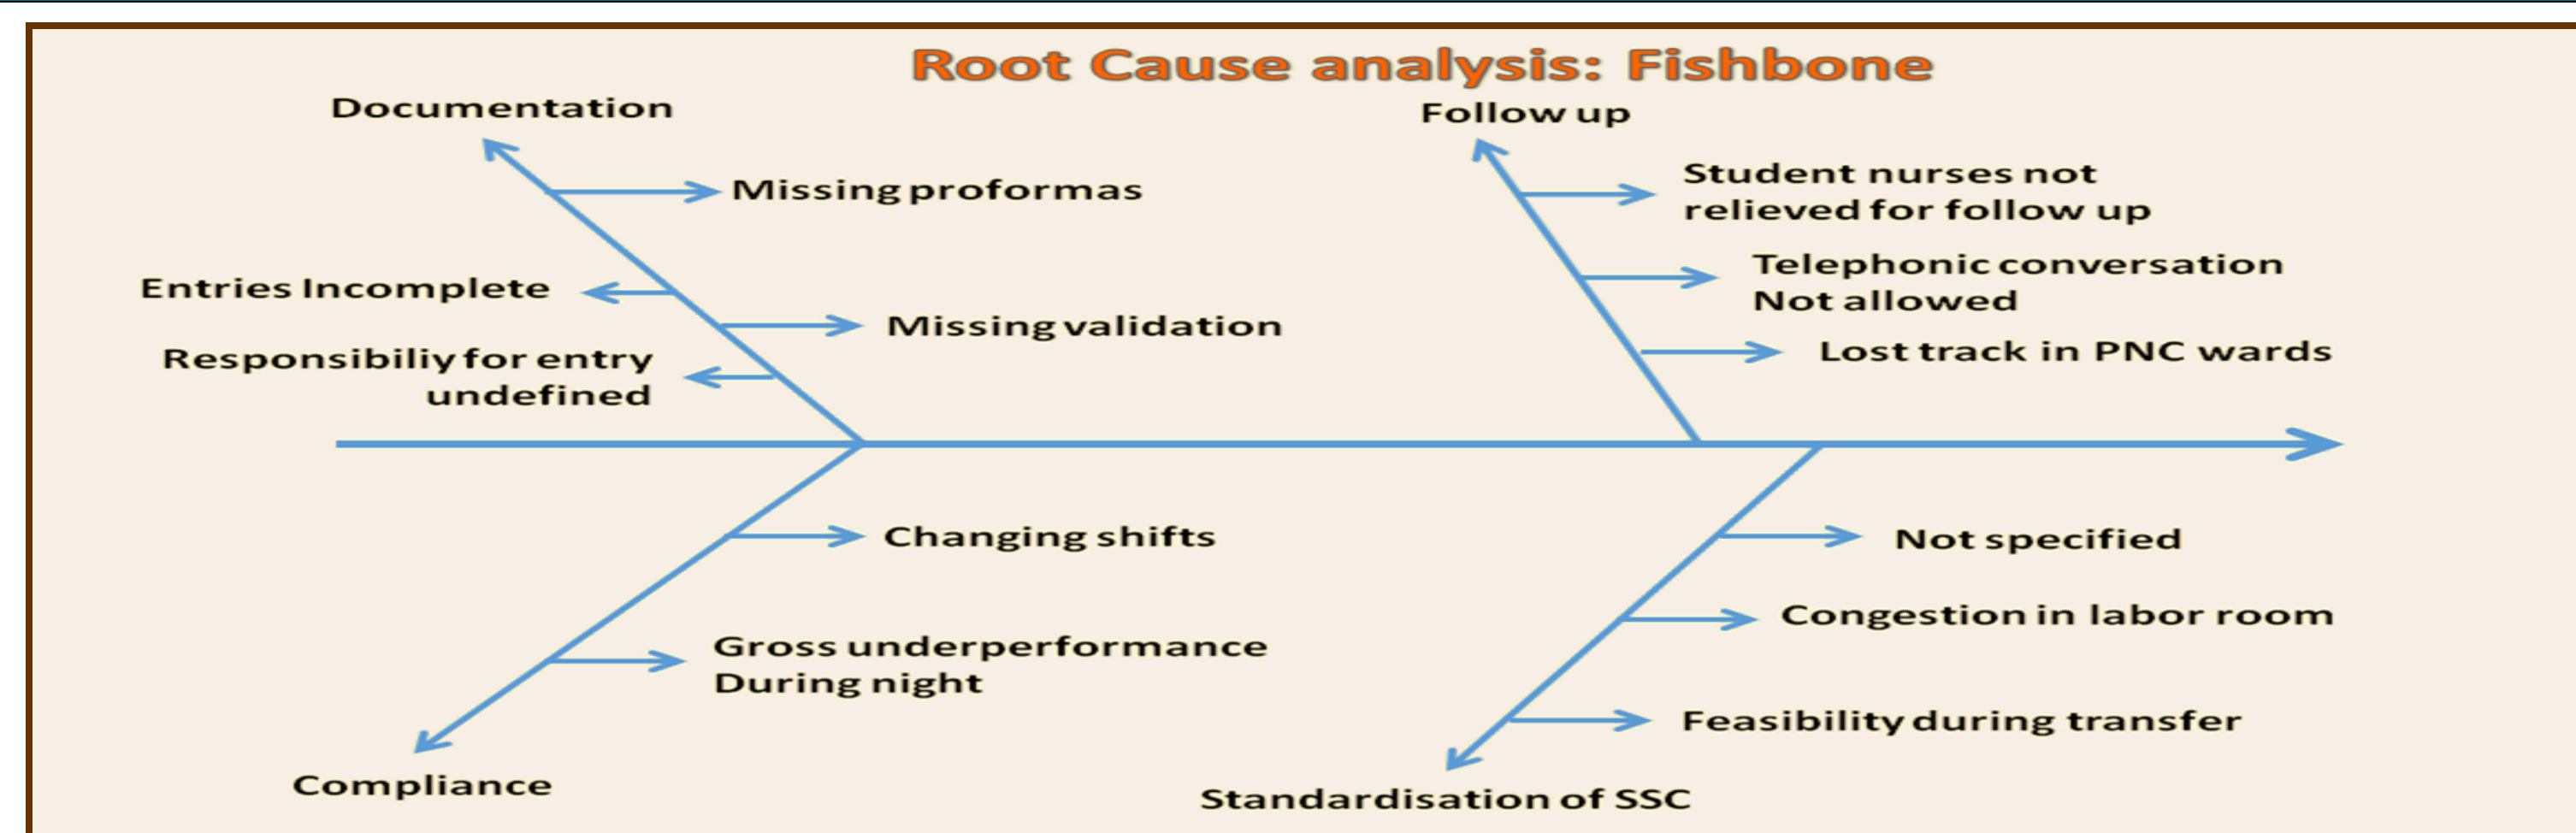 Root Cause analysis: Fishbone
Documentation
Missing proformas
Entries Incomplete
Missing validation
Responsibiliy for entry
undefined
Follow up
Student nurses not
relieved for follow up
Telephonic conversation
Not allowed
Lost track in PNC wards
Changing shifts
Gross underperformance
During night
Compliance
Not specified
Congestion in labor room
Feasibility during transfer
Standardisation of SSC